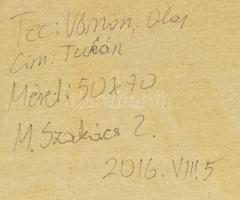 Tec: Vászon, Olaj
Cím: Tukán
Méret: 50x70
M. Szakács Z.
2016. VIII 5